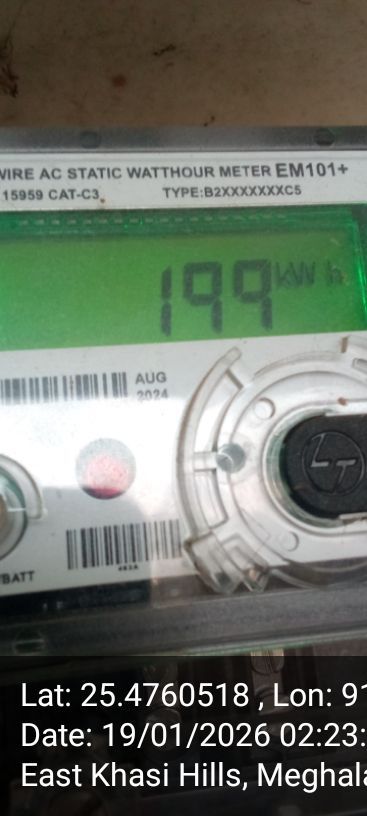 WIRE AC STATIC WATTHOUR METER EM101+
15959 CAT-C3 TYPE:B2XXXXXXXC5
199 kWh
AUG
2024
LT
BATT
Lat: 25.4760518 , Lon: 91
Date: 19/01/2026 02:23:
East Khasi Hills, Meghala